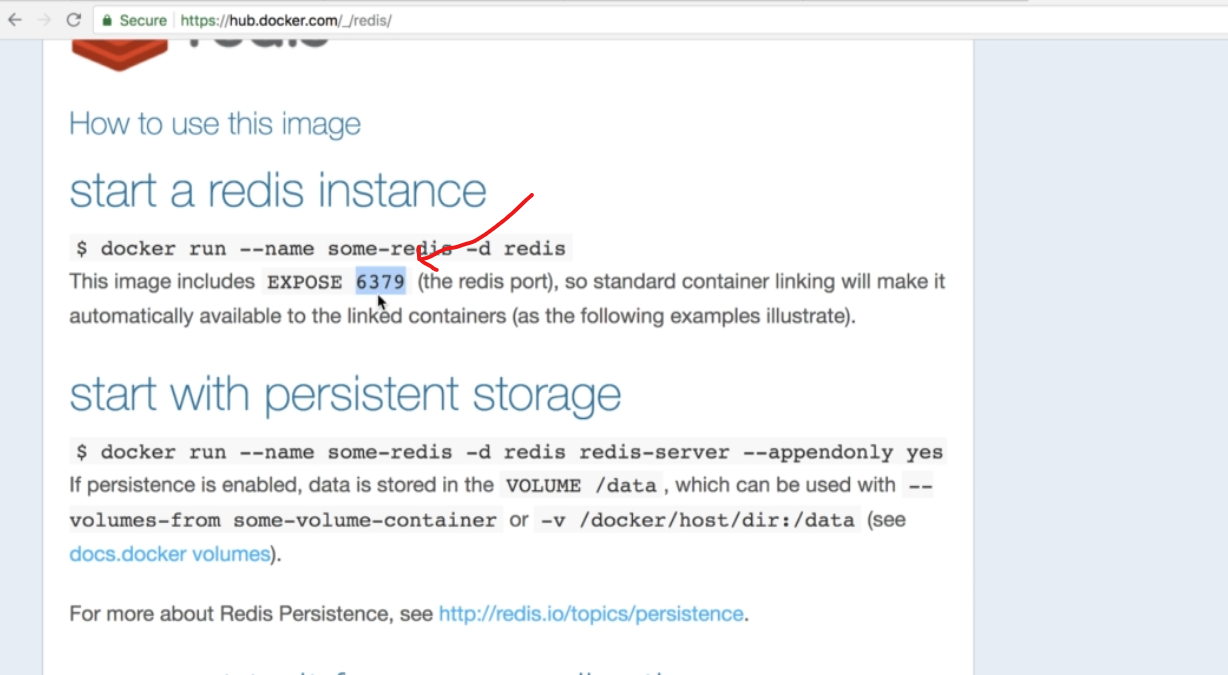 Secure https://hub.docker.com/_/redis/
redis
How to use this image
start a redis instance
$ docker run --name some-redis -d redis
This image includes EXPOSE 6379 (the redis port), so standard container linking will make it
automatically available to the linked containers (as the following examples illustrate).
start with persistent storage
$ docker run --name some-redis -d redis redis-server --appendonly yes
If persistence is enabled, data is stored in the VOLUME /data , which can be used with --
volumes-from some-volume-container or -v /docker/host/dir:/data (see
docs.docker volumes).
For more about Redis Persistence, see http://redis.io/topics/persistence.